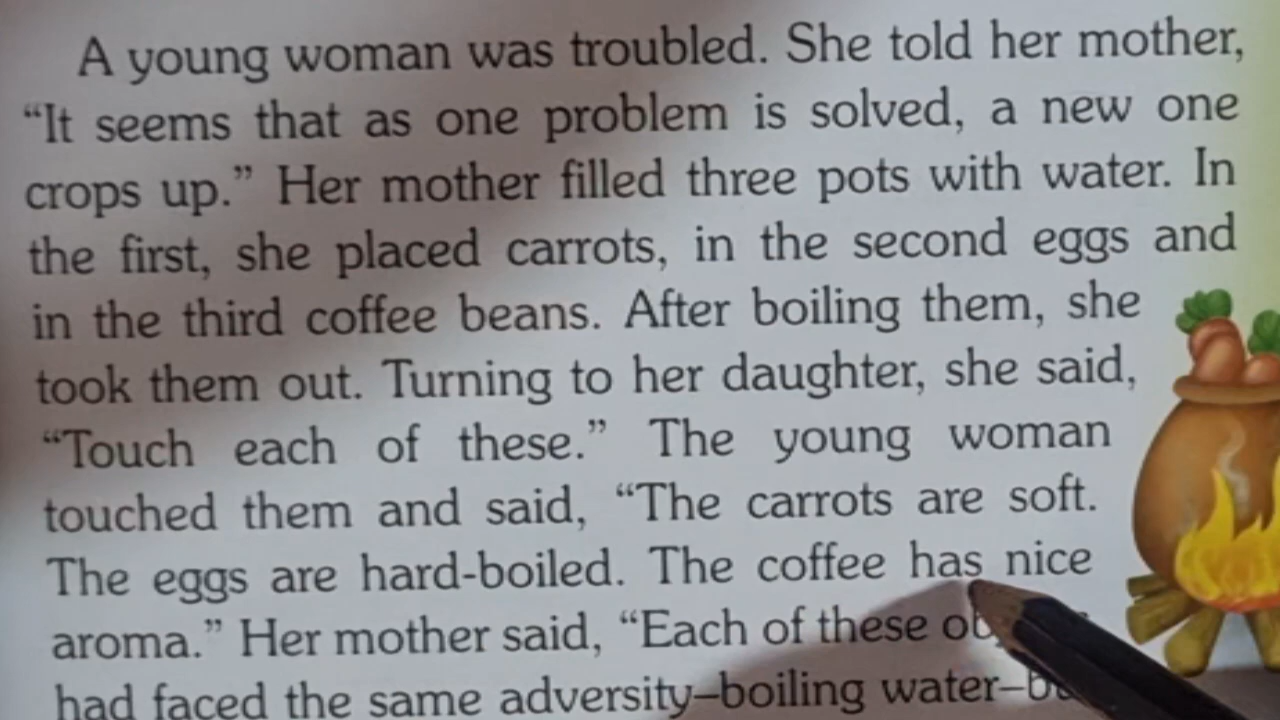 A young woman was troubled. She told her mother,
“It seems that as one problem is solved, a new one
crops up.” Her mother filled three pots with water. In
the first, she placed carrots, in the second eggs and
in the third coffee beans. After boiling them, she
took them out. Turning to her daughter, she said,
“Touch each of these.” The young woman
touched them and said, “The carrots are soft.
The eggs are hard-boiled. The coffee has nice
aroma.” Her mother said, “Each of these
had faced the same adversity–boiling water–